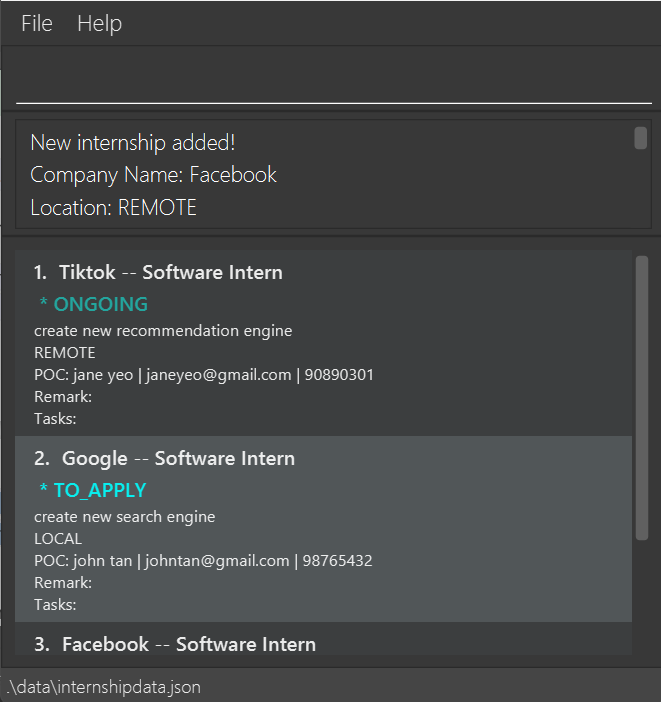 File Help
New internship added!
Company Name: Facebook
Location: REMOTE
1. Tiktok -- Software Intern
* ONGOING
create new recommendation engine
REMOTE
POC: jane yeo | janeyeo@gmail.com | 90890301
Remark:
Tasks:
2. Google -- Software Intern
* TO_APPLY
create new search engine
LOCAL
POC: john tan | johntan@gmail.com | 98765432
Remark:
Tasks:
3. Facebook -- Software Intern
.\data\internshipdata.json